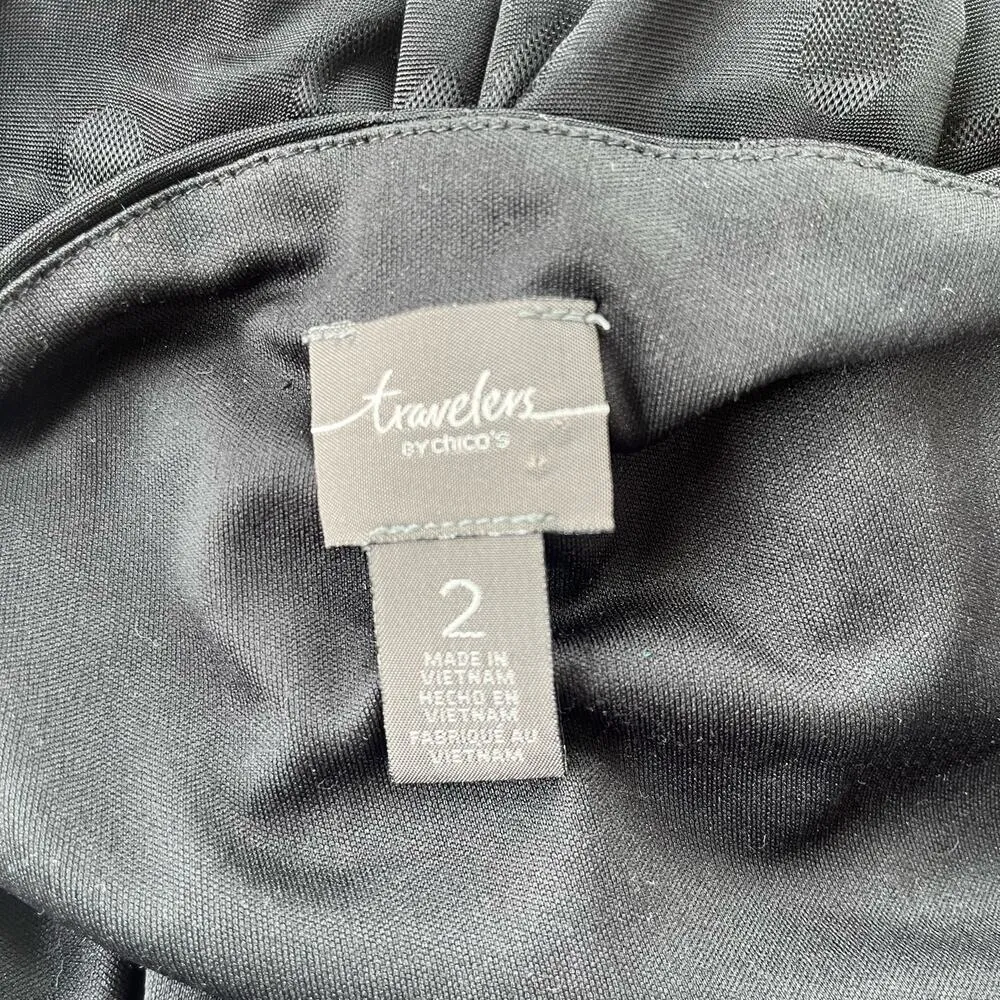 travelers
BY chico's
2
MADE IN
VIETNAM
HECHO EN
VIETNAM
FABRIQUE AU
VIETNAM